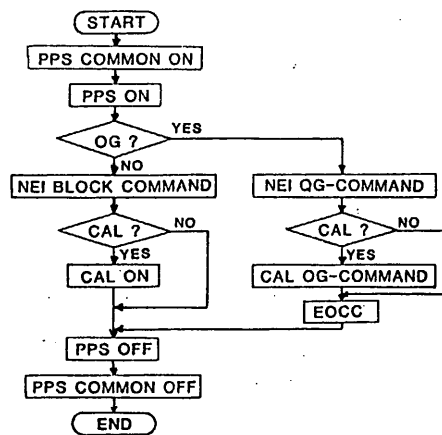 START
PPS COMMON ON
PPS ON
OG ?
YES
NO
NEI BLOCK COMMAND
NEI QG-COMMAND
CAL ?
NO
CAL ?
NO
YES
YES
CAL ON
CAL OG-COMMAND
EOCC
PPS OFF
PPS COMMON OFF
END